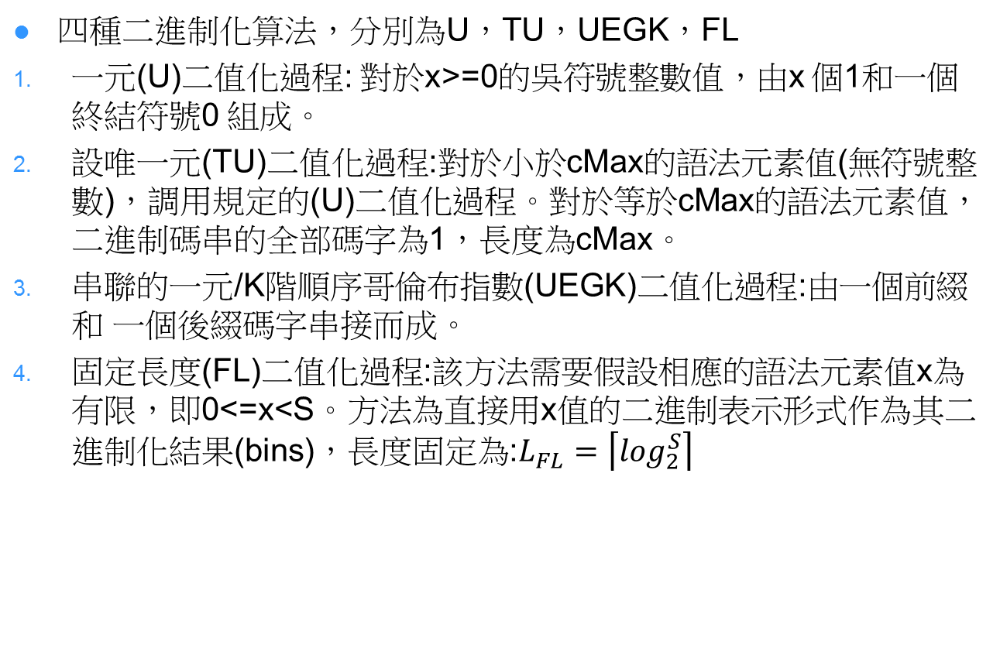 ● 四種二進制化算法，分別為U，TU，UEGK，FL
1. 一元(U)二值化過程: 對於x>=0的吳符號整數值，由x 個1和一個
終結符號0 組成。
2. 設唯一元(TU)二值化過程:對於小於cMax的語法元素值(無符號整
數)，調用規定的(U)二值化過程。對於等於cMax的語法元素值，
二進制碼串的全部碼字為1，長度為cMax。
3. 串聯的一元/K階順序哥倫布指數(UEGK)二值化過程:由一個前綴
和 一個後綴碼字串接而成。
4. 固定長度(FL)二值化過程:該方法需要假設相應的語法元素值x為
有限，即0<=x<S。方法為直接用x值的二進制表示形式作為其二
進制化結果(bins)，長度固定為:$L_{FL} = \lceil log_2^S \rceil$